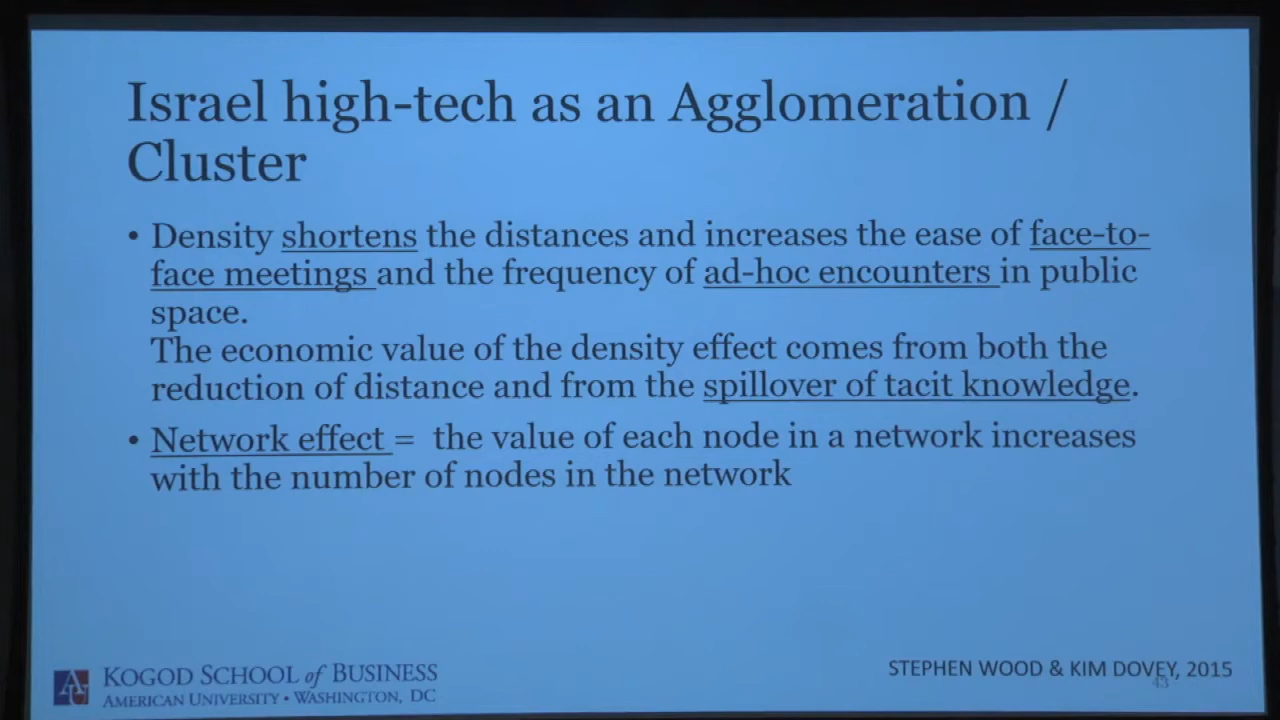 Israel high-tech as an Agglomeration /
Cluster
• Density shortens the distances and increases the ease of face-to-
face meetings and the frequency of ad-hoc encounters in public
space.
The economic value of the density effect comes from both the
reduction of distance and from the spillover of tacit knowledge.
• Network effect = the value of each node in a network increases
with the number of nodes in the network
AU KOGOD SCHOOL of BUSINESS
AMERICAN UNIVERSITY • WASHINGTON, DC
STEPHEN WOOD & KIM DOVEY, 2015
43